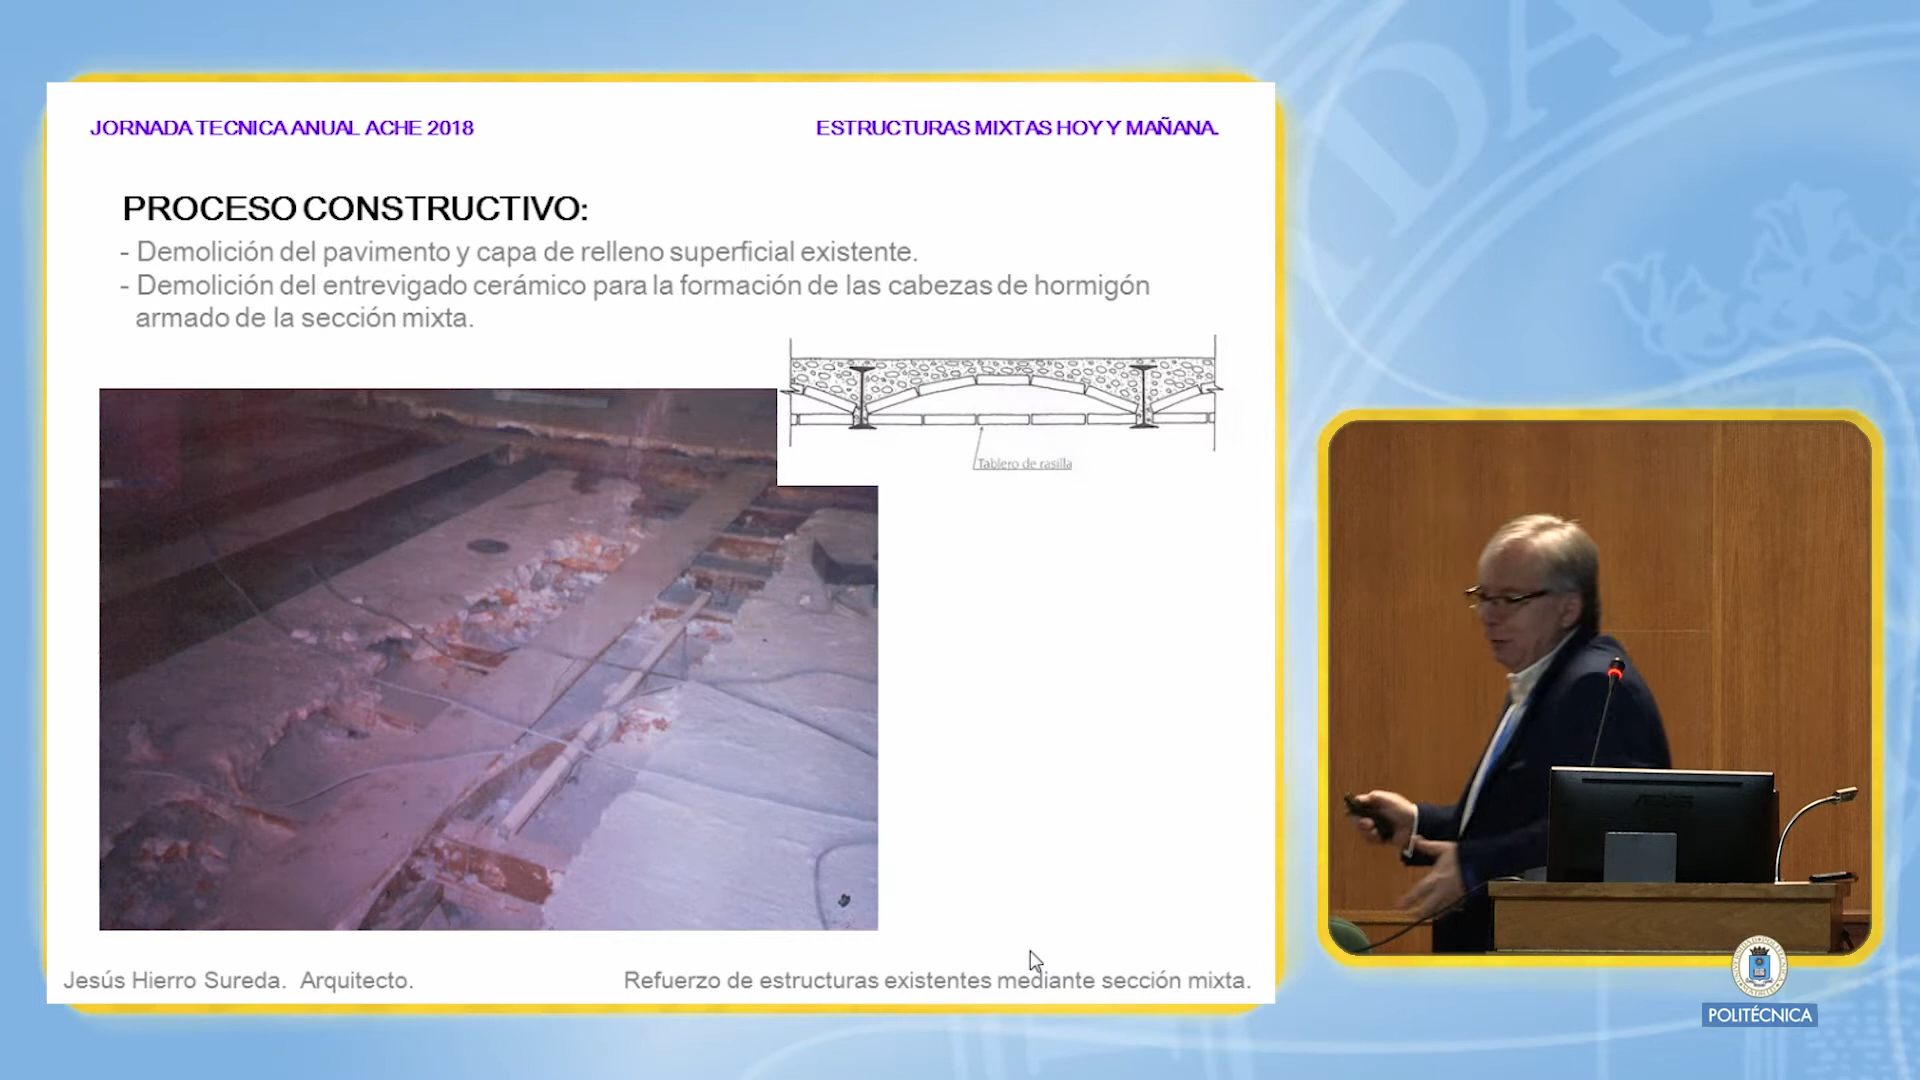 JORNADA TECNICA ANUAL ACHE 2018
ESTRUCTURAS MIXTAS HOY Y MAÑANA.
PROCESO CONSTRUCTIVO:
- Demolición del pavimento y capa de relleno superficial existente.
- Demolición del entrevigado cerámico para la formación de las cabezas de hormigón
armado de la sección mixta.
Tablero de rasilla
Jesús Hierro Sureda. Arquitecto.
Refuerzo de estructuras existentes mediante sección mixta.
POLITÉCNICA